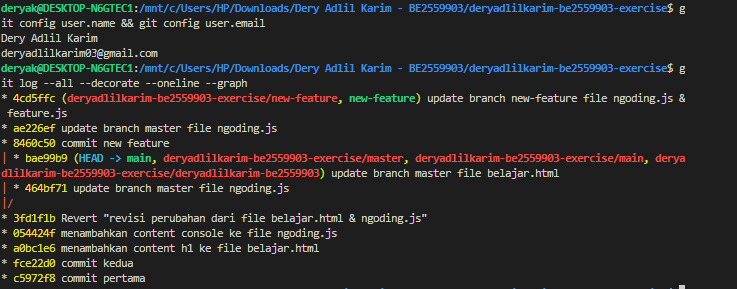 deryak@DESKTOP-N6GTEC1:/mnt/c/Users/HP/Downloads/Dery Adlil Karim - BE2559903/deryadlilkarim-be2559903-exercise$ g
it config user.name && git config user.email
Dery Adlil Karim
deryadlilkarim03@gmail.com
deryak@DESKTOP-N6GTEC1:/mnt/c/Users/HP/Downloads/Dery Adlil Karim - BE2559903/deryadlilkarim-be2559903-exercise$ g
it log --all --decorate --oneline --graph
* 4cd5ffc (deryadlilkarim-be2559903-exercise/new-feature, new-feature) update branch new-feature file ngoding.js &
 feature.js
* ae226ef update branch master file ngoding.js
* 8460c50 commit new feature
| * bae99b9 (HEAD -> main, deryadlilkarim-be2559903-exercise/master, deryadlilkarim-be2559903-exercise/main, derya
dlilkarim-be2559903-exercise/deryadlilkarim-be2559903) update branch master file belajar.html
| * 464bf71 update branch master file ngoding.js
|/
* 3fd1f1b Revert "revisi perubahan dari file belajar.html & ngoding.js"
* 054424f menambahkan content console ke file ngoding.js
* a0bc1e6 menambahkan content h1 ke file belajar.html
* fce22d0 commit kedua
* c5972f8 commit pertama